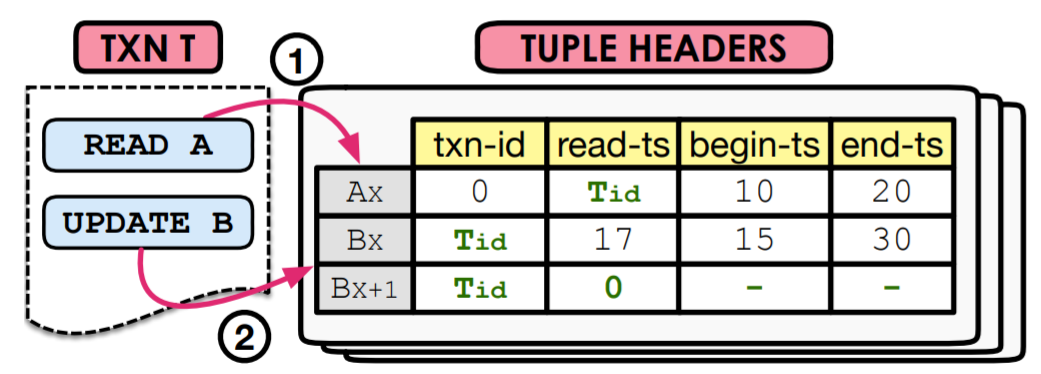 TXN T
1
TUPLE HEADERS
READ A
UPDATE B
2
txn-id read-ts begin-ts end-ts
Ax 0 Tid 10 20
Bx Tid 17 15 30
Bx+1 Tid 0 – –